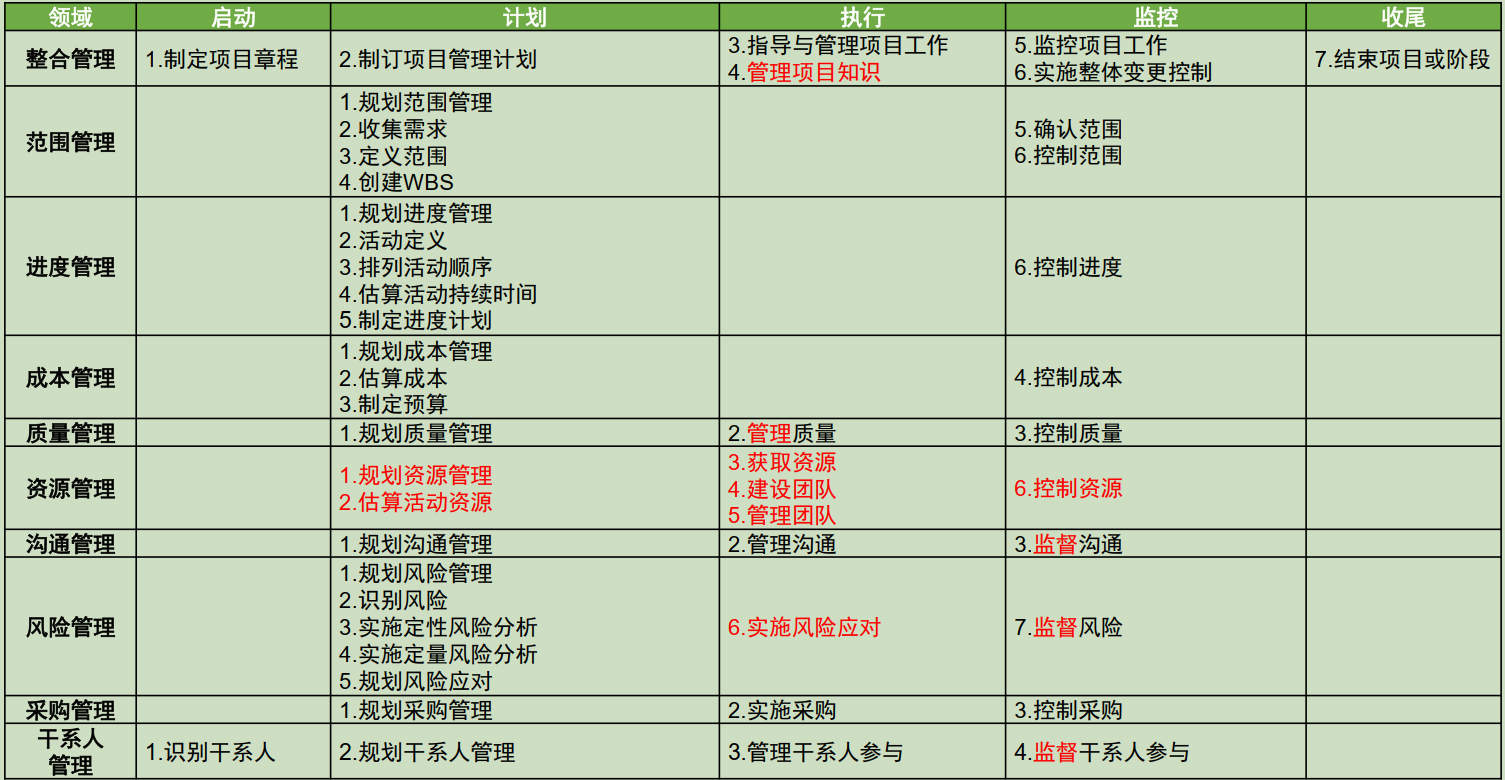 领域 启动 计划 执行 监控 收尾
整合管理
1.制定项目章程
2.制订项目管理计划
3.指导与管理项目工作
4.管理项目知识
5.监控项目工作
6.实施整体变更控制
7.结束项目或阶段
范围管理
1.规划范围管理
2.收集需求
3.定义范围
4.创建WBS
5.确认范围
6.控制范围
进度管理
1.规划进度管理
2.活动定义
3.排列活动顺序
4.估算活动持续时间
5.制定进度计划
6.控制进度
成本管理
1.规划成本管理
2.估算成本
3.制定预算
4.控制成本
质量管理
1.规划质量管理
2.管理质量
3.控制质量
资源管理
1.规划资源管理
2.估算活动资源
3.获取资源
4.建设团队
5.管理团队
6.控制资源
沟通管理
1.规划沟通管理
2.管理沟通
3.监督沟通
风险管理
1.规划风险管理
2.识别风险
3.实施定性风险分析
4.实施定量风险分析
5.规划风险应对
6.实施风险应对
7.监督风险
采购管理
1.规划采购管理
2.实施采购
3.控制采购
干系人
管理
1.识别干系人
2.规划干系人管理
3.管理干系人参与
4.监督干系人参与